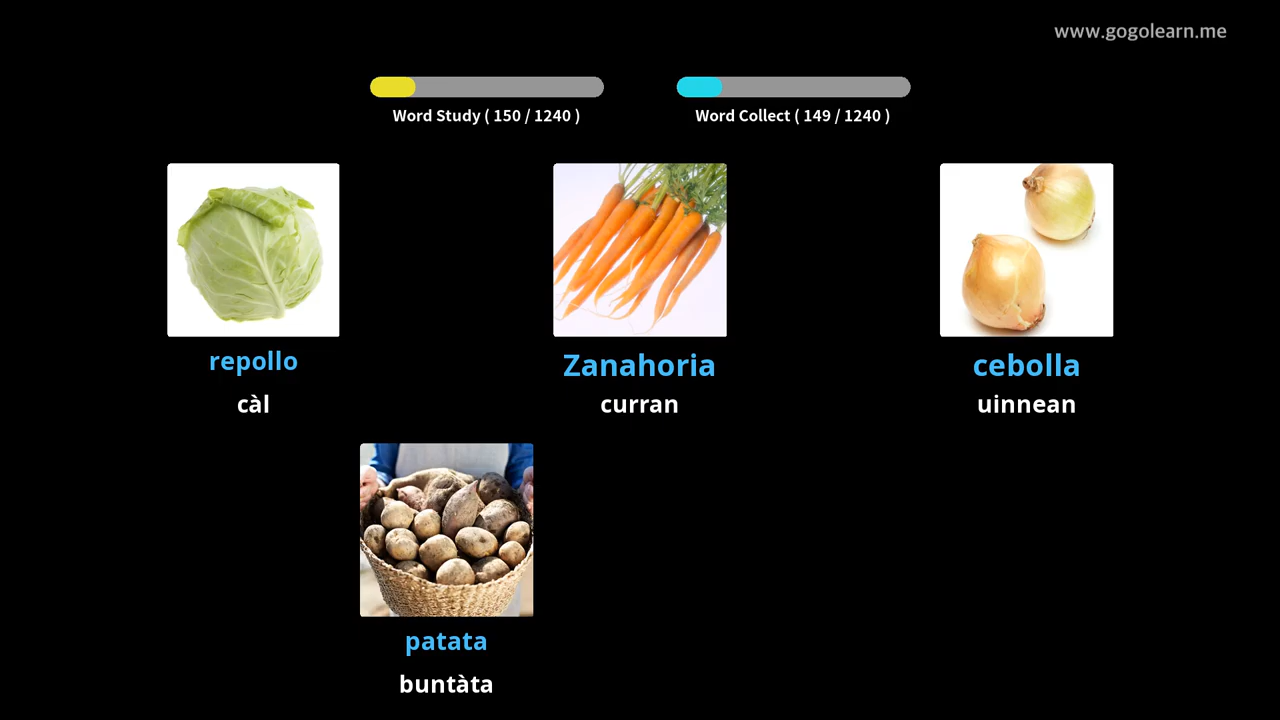 www.gogolearn.me
Word Study ( 150 / 1240 )
Word Collect ( 149 / 1240 )
repollo
càl
Zanahoria
curran
cebolla
uinnean
patata
buntàta